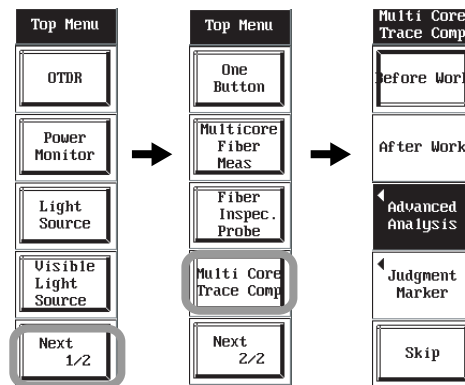 Top Menu
OTDR
Power
Monitor
Light
Source
Visible
Light
Source
Next
1/2
Top Menu
One
Button
Multicore
Fiber
Meas
Fiber
Inspec.
Probe
Multi Core
Trace Comp
Next
2/2
Multi Core
Trace Comp
Before Work
After Work
Advanced
Analysis
Judgment
Marker
Skip